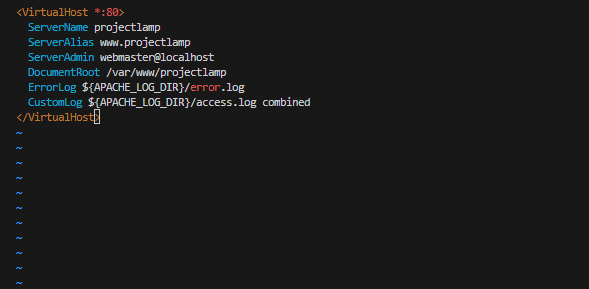 <VirtualHost *:80>
ServerName projectlamp
ServerAlias www.projectlamp
ServerAdmin webmaster@localhost
DocumentRoot /var/www/projectlamp
ErrorLog ${APACHE_LOG_DIR}/error.log
CustomLog ${APACHE_LOG_DIR}/access.log combined
</VirtualHost>
~
~
~
~
~
~
~
~
~
~
~